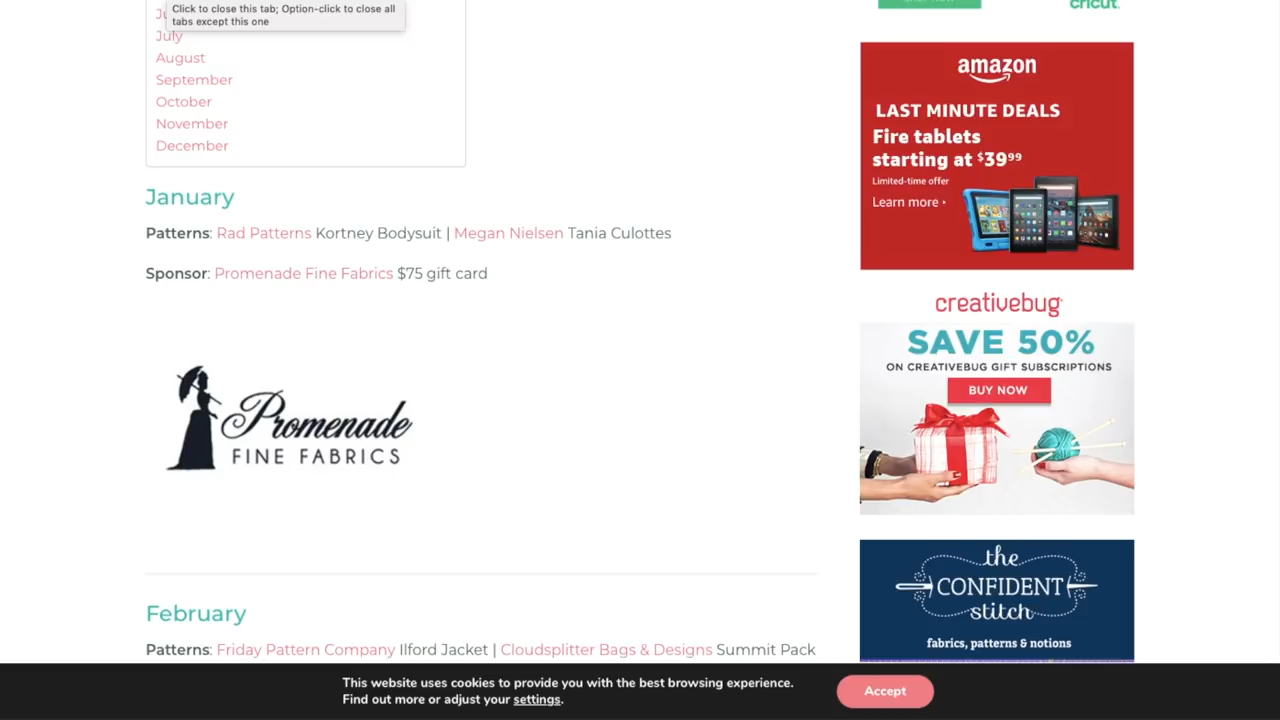 Click to close this tab; Option-click to close all
tabs except this one
July
August
September
October
November
December
January
Patterns: Rad Patterns Kortney Bodysuit | Megan Nielsen Tania Culottes
Sponsor: Promenade Fine Fabrics $75 gift card
Promenade
FINE FABRICS
February
Patterns: Friday Pattern Company Ilford Jacket | Cloudsplitter Bags & Designs Summit Pack
cricut
amazon
LAST MINUTE DEALS
Fire tablets
starting at $39⁹⁹
Limited-time offer
Learn more
creativebug
SAVE 50%
ON CREATIVEBUG GIFT SUBSCRIPTIONS
BUY NOW
the
CONFIDENT
stitch
fabrics, patterns & notions
This website uses cookies to provide you with the best browsing experience.
Find out more or adjust your settings.
Accept